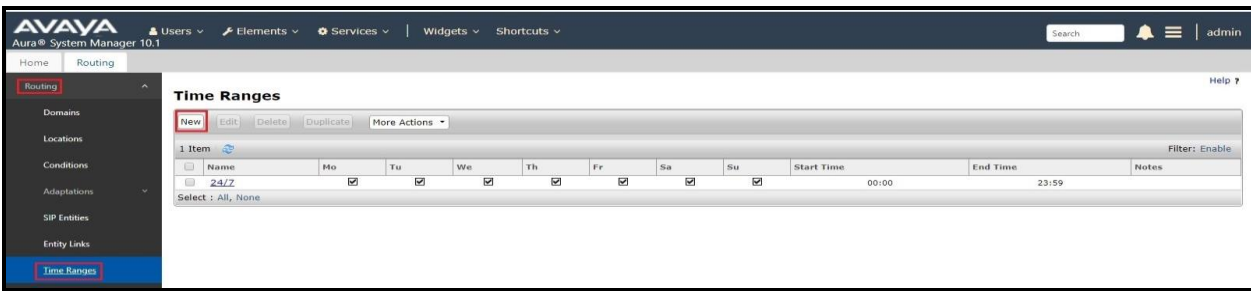 AVAYA
Aura® System Manager 10.1
Users Elements Services | Widgets Shortcuts Search | admin
Home Routing
Routing
Help ?
Time Ranges
Domains
New Edit Delete Duplicate More Actions
Locations
1 Item Filter: Enable
Conditions
Name Mo Tu We Th Fr Sa Su Start Time End Time Notes
24/7 00:00 23:59
Adaptations
Select : All, None
SIP Entities
Entity Links
Time Ranges